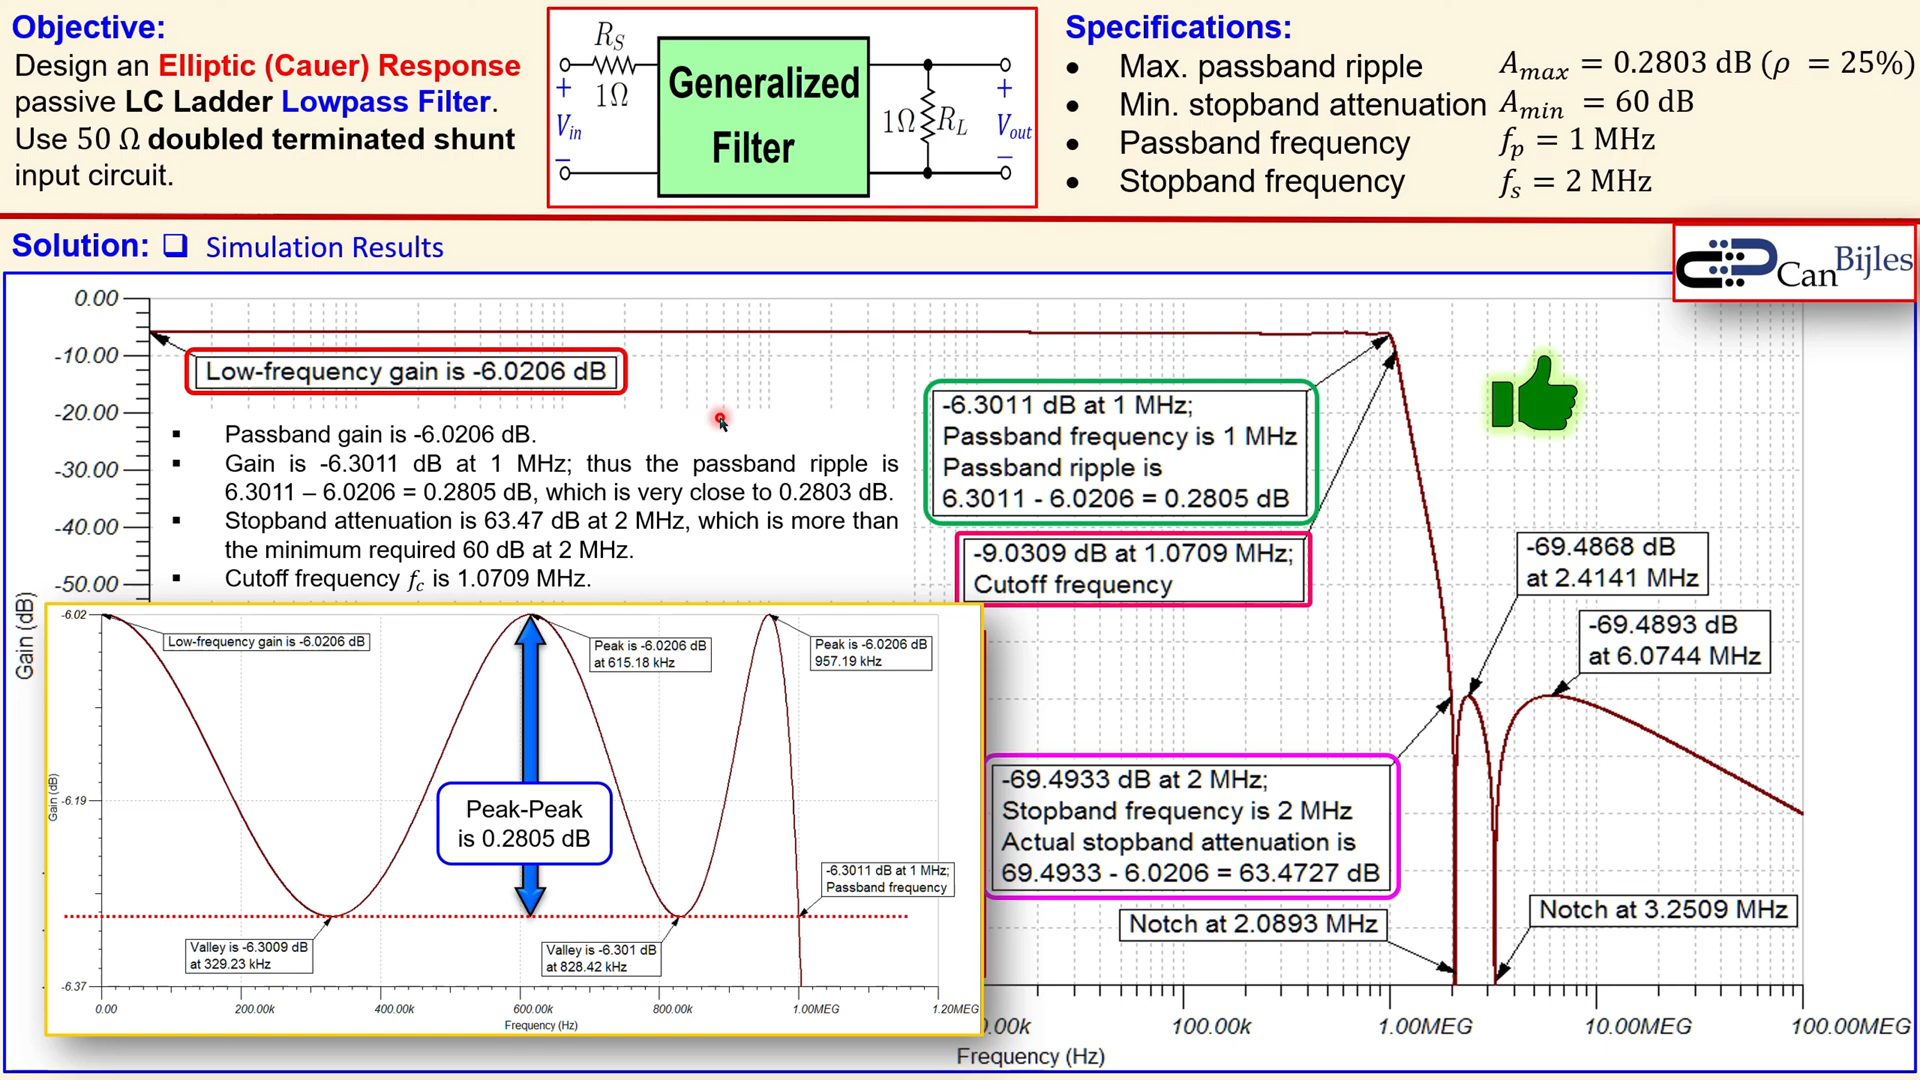 Objective:
Design an Elliptic (Cauer) Response
passive LC Ladder Lowpass Filter.
Use 50 Ω doubled terminated shunt
input circuit.
R_S
1Ω
+
V_in
−
Generalized
Filter
1Ω
R_L
+
V_out
−
Specifications:
• Max. passband ripple A_max = 0.2803 dB (ρ = 25%)
• Min. stopband attenuation A_min = 60 dB
• Passband frequency f_p = 1 MHz
• Stopband frequency f_s = 2 MHz
Solution: ❑ Simulation Results
Can Bijles
0.00
-10.00
-20.00
-30.00
-40.00
-50.00
Gain (dB)
Low-frequency gain is -6.0206 dB
▪ Passband gain is -6.0206 dB.
▪ Gain is -6.3011 dB at 1 MHz; thus the passband ripple is
6.3011 – 6.0206 = 0.2805 dB, which is very close to 0.2803 dB.
▪ Stopband attenuation is 63.47 dB at 2 MHz, which is more than
the minimum required 60 dB at 2 MHz.
▪ Cutoff frequency f_c is 1.0709 MHz.
-6.3011 dB at 1 MHz;
Passband frequency is 1 MHz
Passband ripple is
6.3011 - 6.0206 = 0.2805 dB
-9.0309 dB at 1.0709 MHz;
Cutoff frequency
-69.4868 dB
at 2.4141 MHz
-69.4893 dB
at 6.0744 MHz
-69.4933 dB at 2 MHz;
Stopband frequency is 2 MHz
Actual stopband attenuation is
69.4933 - 6.0206 = 63.4727 dB
Notch at 2.0893 MHz
Notch at 3.2509 MHz
-6.02
-6.19
-6.37
Gain (dB)
Low-frequency gain is -6.0206 dB
Peak is -6.0206 dB
at 615.18 kHz
Peak is -6.0206 dB
957.19 kHz
Peak-Peak
is 0.2805 dB
-6.3011 dB at 1 MHz;
Passband frequency
Valley is -6.3009 dB
at 329.23 kHz
Valley is -6.301 dB
at 828.42 kHz
0.00 200.00k 400.00k 600.00k 800.00k 1.00MEG 1.20MEG
Frequency (Hz)
0.00k 100.00k 1.00MEG 10.00MEG 100.00MEG
Frequency (Hz)